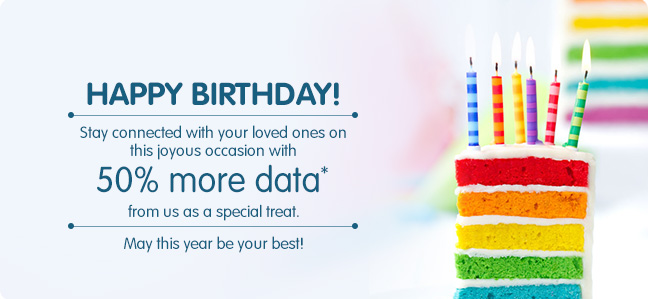 HAPPY BIRTHDAY!
Stay connected with your loved ones on
this joyous occasion with
50% more data*
from us as a special treat.
May this year be your best!